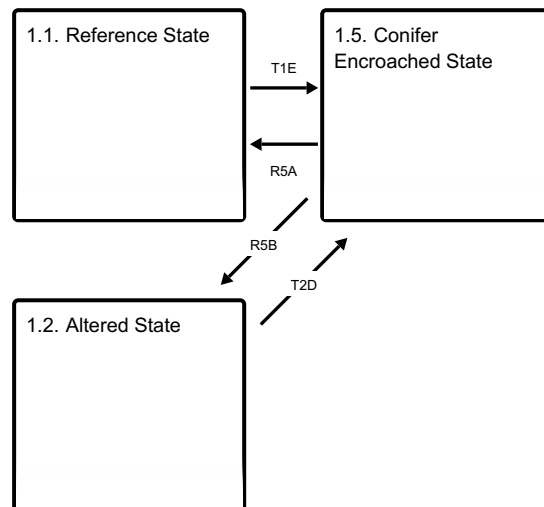 1.1. Reference State
1.5. Conifer
Encroached State
T1E
R5A
R5B
T2D
1.2. Altered State